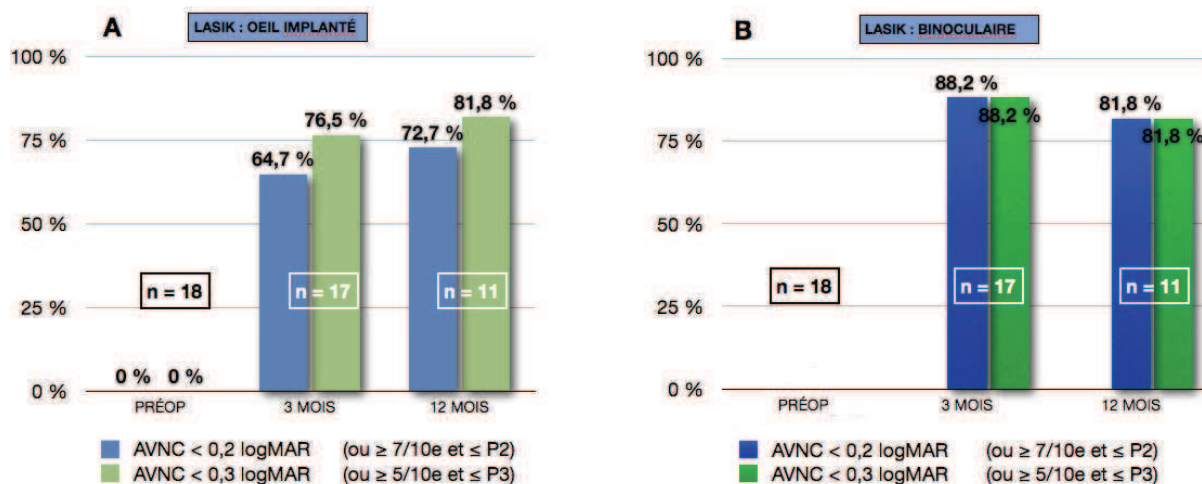 A
LASIK : OEIL IMPLANTÉ
100 %
75 %
50 %
25 %
0 %
64,7 %
76,5 %
72,7 %
81,8 %
n = 18
n = 17
n = 11
0 %
0 %
PRÉOP
3 MOIS
12 MOIS
AVNC < 0,2 logMAR (ou ≥ 7/10e et ≤ P2)
AVNC < 0,3 logMAR (ou ≥ 5/10e et ≤ P3)
B
LASIK : BINOCULAIRE
100 %
75 %
50 %
25 %
0 %
88,2 %
88,2 %
81,8 %
81,8 %
n = 18
n = 17
n = 11
PRÉOP
3 MOIS
12 MOIS
AVNC < 0,2 logMAR (ou ≥ 7/10e et ≤ P2)
AVNC < 0,3 logMAR (ou ≥ 5/10e et ≤ P3)